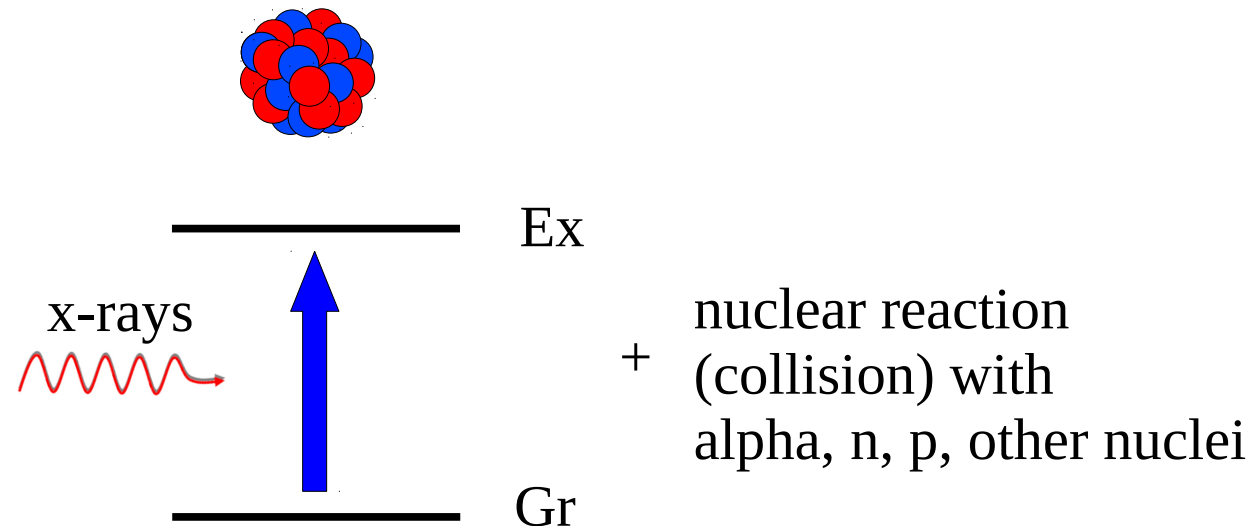 Ex
x-rays
nuclear reaction
+
(collision) with
alpha, n, p, other nuclei
Gr